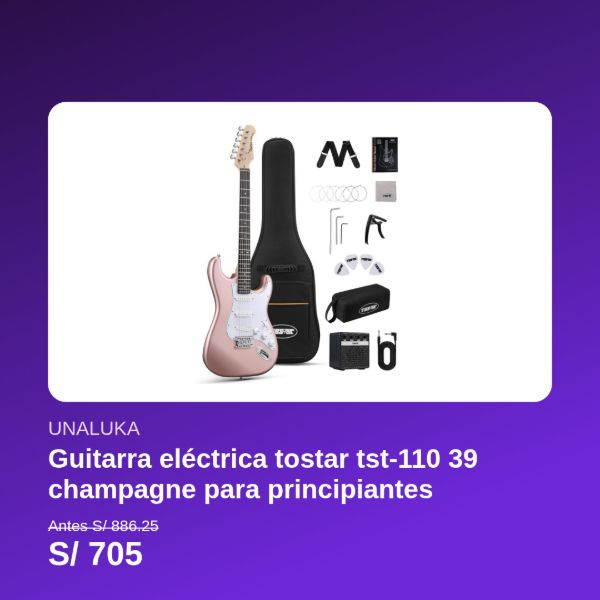 UNALUKA
Guitarra eléctrica tostar tst-110 39
champagne para principiantes
Antes S/ 886.25
S/ 705